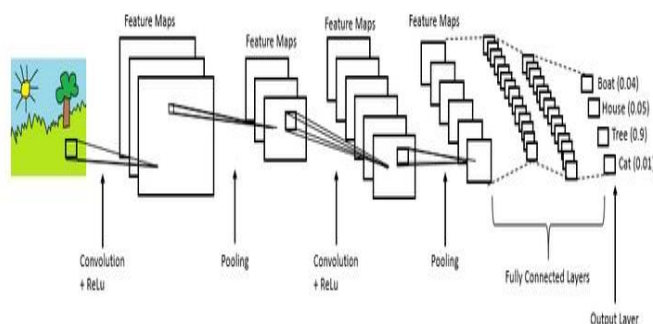 Feature Maps
Feature Maps
Feature Maps
Feature Maps
Boat (0.04)
House (0.05)
Tree (0.9)
Cat (0.01)
Convolution
+ ReLu
Pooling
Convolution
+ ReLu
Pooling
Fully Connected Layers
Output Layer